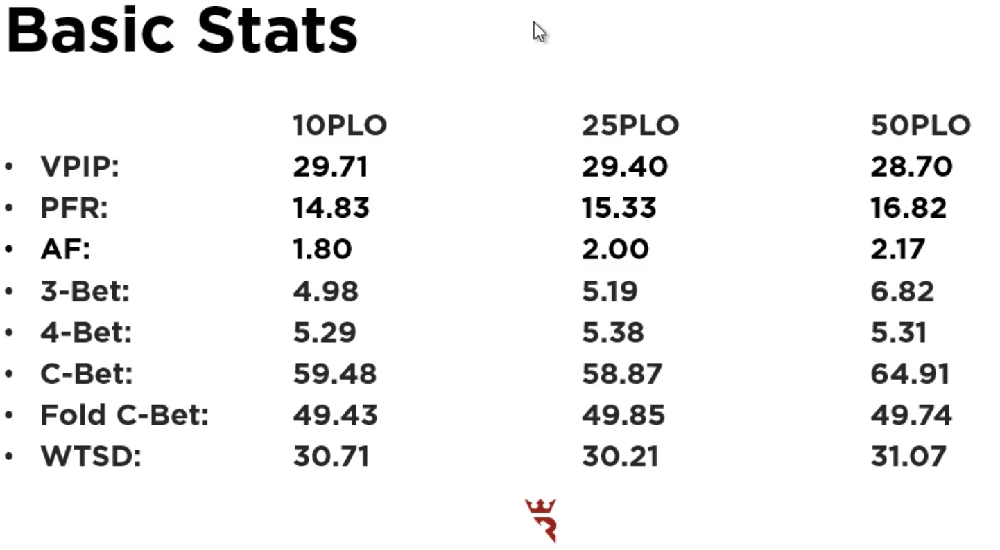 Basic Stats
10PLO 25PLO 50PLO
• VPIP: 29.71 29.40 28.70
• PFR: 14.83 15.33 16.82
• AF: 1.80 2.00 2.17
• 3-Bet: 4.98 5.19 6.82
• 4-Bet: 5.29 5.38 5.31
• C-Bet: 59.48 58.87 64.91
• Fold C-Bet: 49.43 49.85 49.74
• WTSD: 30.71 30.21 31.07